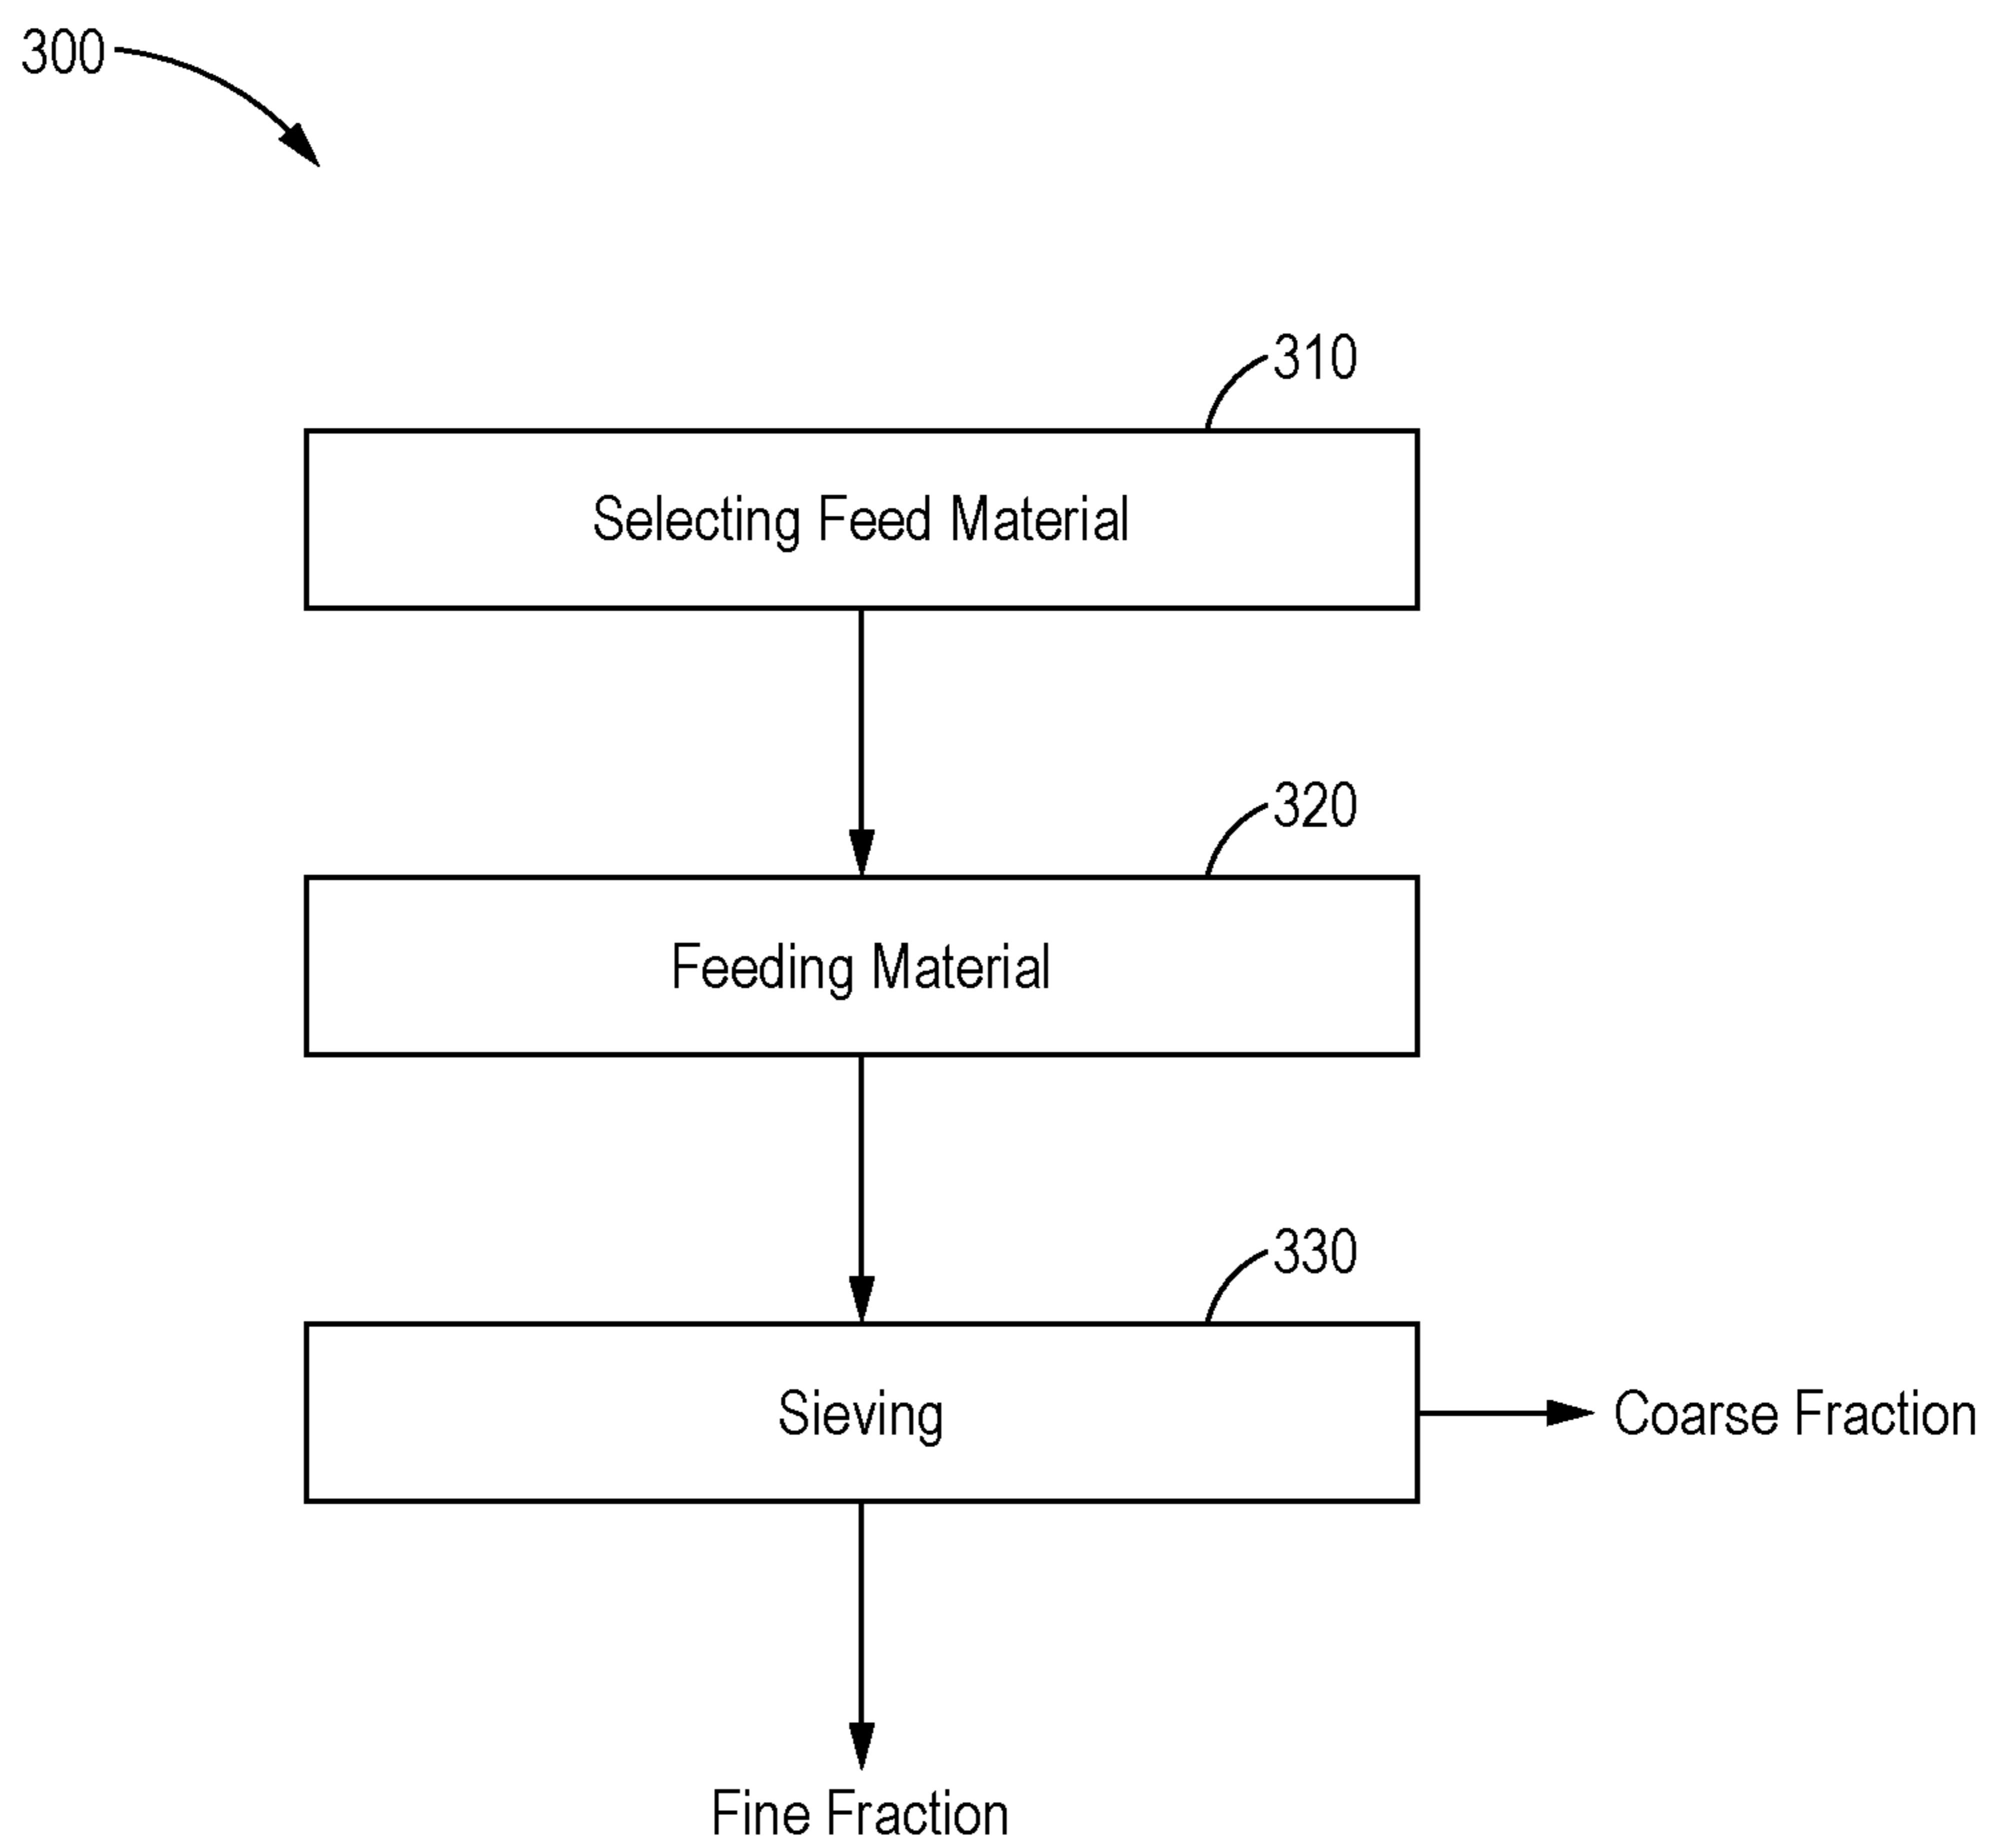 300
310
Selecting Feed Material
320
Feeding Material
330
Sieving
Coarse Fraction
Fine Fraction